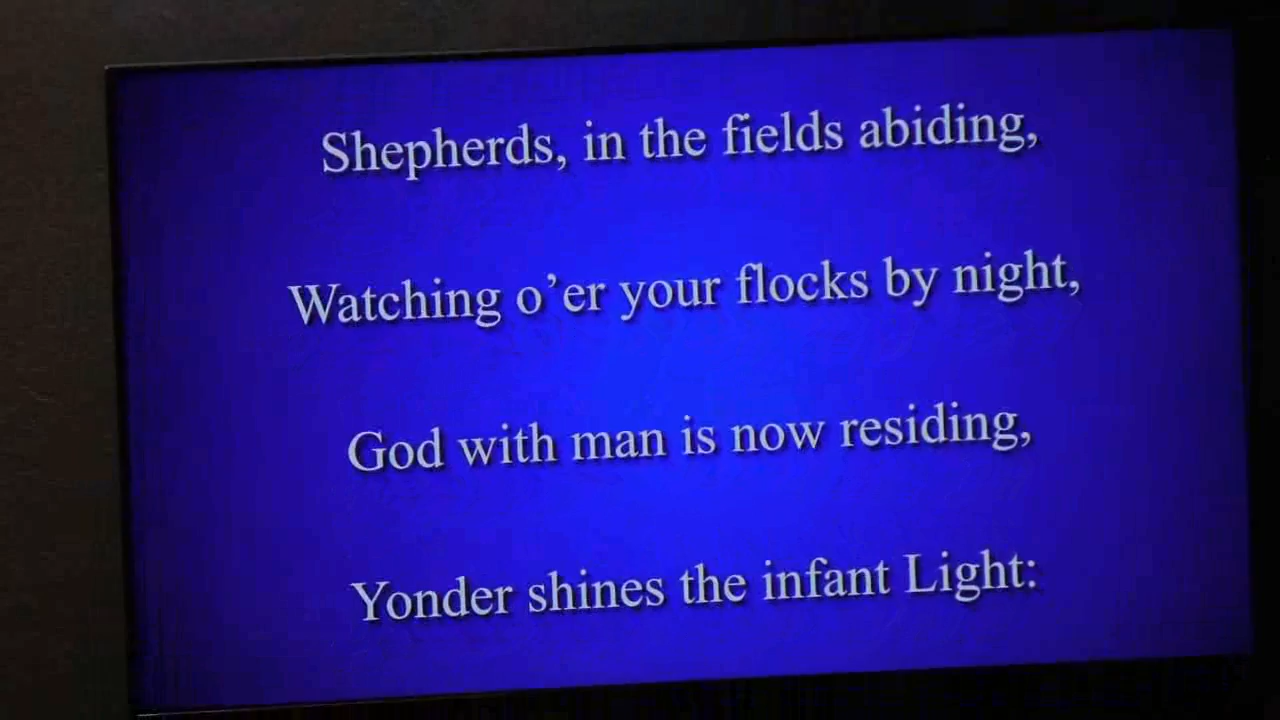 Shepherds, in the fields abiding,
Watching o’er your flocks by night,
God with man is now residing,
Yonder shines the infant Light: